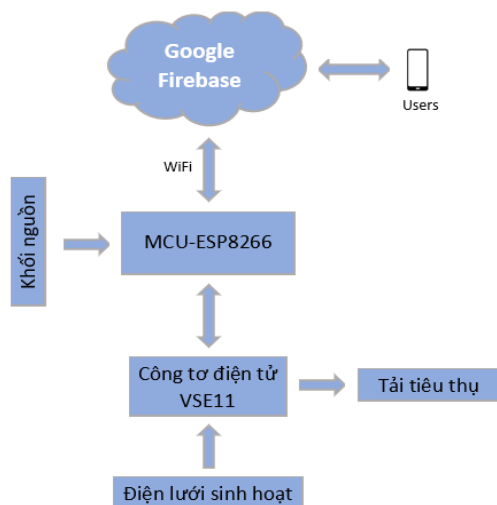 Google
Firebase
Users
WiFi
Khối nguồn
MCU-ESP8266
Công tơ điện tử
VSE11
Tải tiêu thụ
Điện lưới sinh hoạt